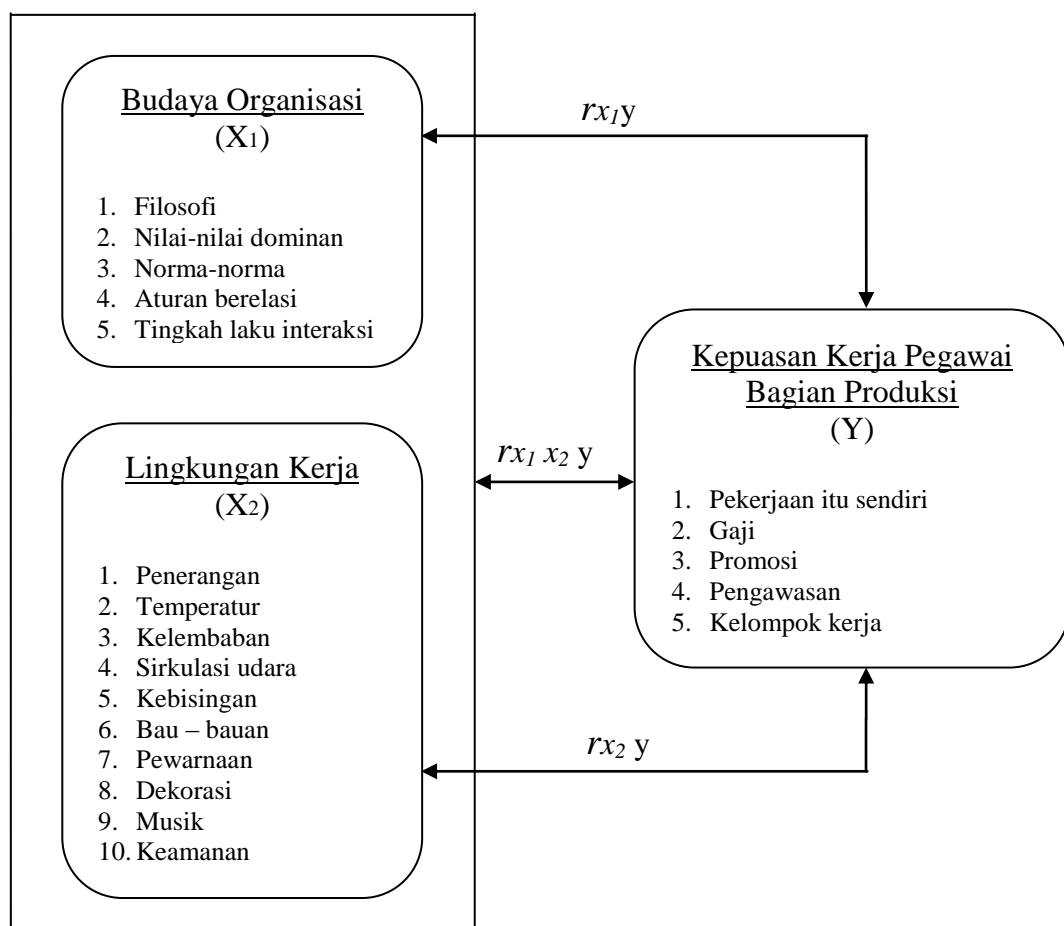 Budaya Organisasi
(X1)
1. Filosofi
2. Nilai-nilai dominan
3. Norma-norma
4. Aturan berelasi
5. Tingkah laku interaksi
rx1y
Lingkungan Kerja
(X2)
1. Penerangan
2. Temperatur
3. Kelembaban
4. Sirkulasi udara
5. Kebisingan
6. Bau – bauan
7. Pewarnaan
8. Dekorasi
9. Musik
10. Keamanan
rx1 x2 y
Kepuasan Kerja Pegawai
Bagian Produksi
(Y)
1. Pekerjaan itu sendiri
2. Gaji
3. Promosi
4. Pengawasan
5. Kelompok kerja
rx2 y